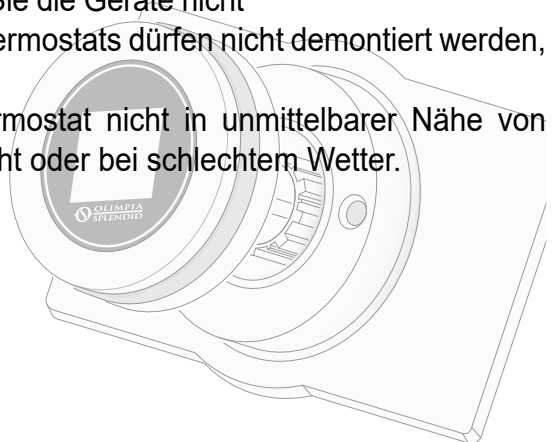 Sie die Geräte nicht
ermostats dürfen nicht demontiert werden,
rmostat nicht in unmittelbarer Nähe von
ht oder bei schlechtem Wetter.
OLIMPIA
SPLENDID